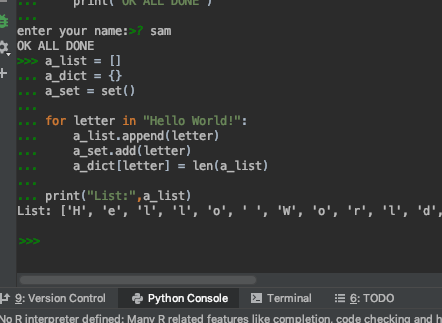 ...     print("OK ALL DONE")
...
enter your name:>? sam
OK ALL DONE
>>> a_list = []
... a_dict = {}
... a_set = set()
...
... for letter in "Hello World!":
...     a_list.append(letter)
...     a_set.add(letter)
...     a_dict[letter] = len(a_list)
...
... print("List:",a_list)
List: ['H', 'e', 'l', 'l', 'o', ' ', 'W', 'o', 'r', 'l', 'd',
>>>
9: Version Control Python Console Terminal 6: TODO
No R interpreter defined: Many R related features like completion, code checking and h